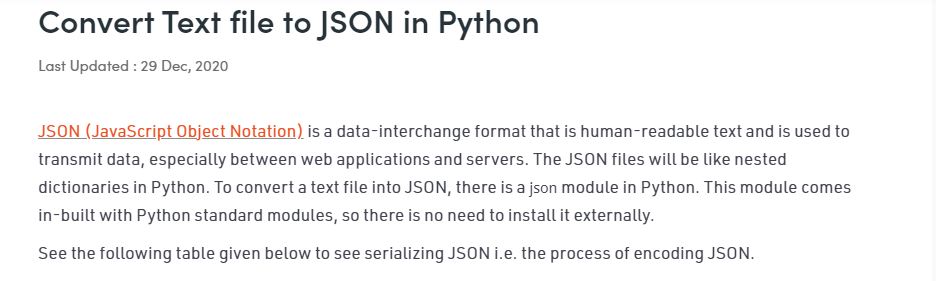 Convert Text file to JSON in Python
Last Updated : 29 Dec, 2020
JSON (JavaScript Object Notation) is a data-interchange format that is human-readable text and is used to
transmit data, especially between web applications and servers. The JSON files will be like nested
dictionaries in Python. To convert a text file into JSON, there is a json module in Python. This module comes
in-built with Python standard modules, so there is no need to install it externally.
See the following table given below to see serializing JSON i.e. the process of encoding JSON.